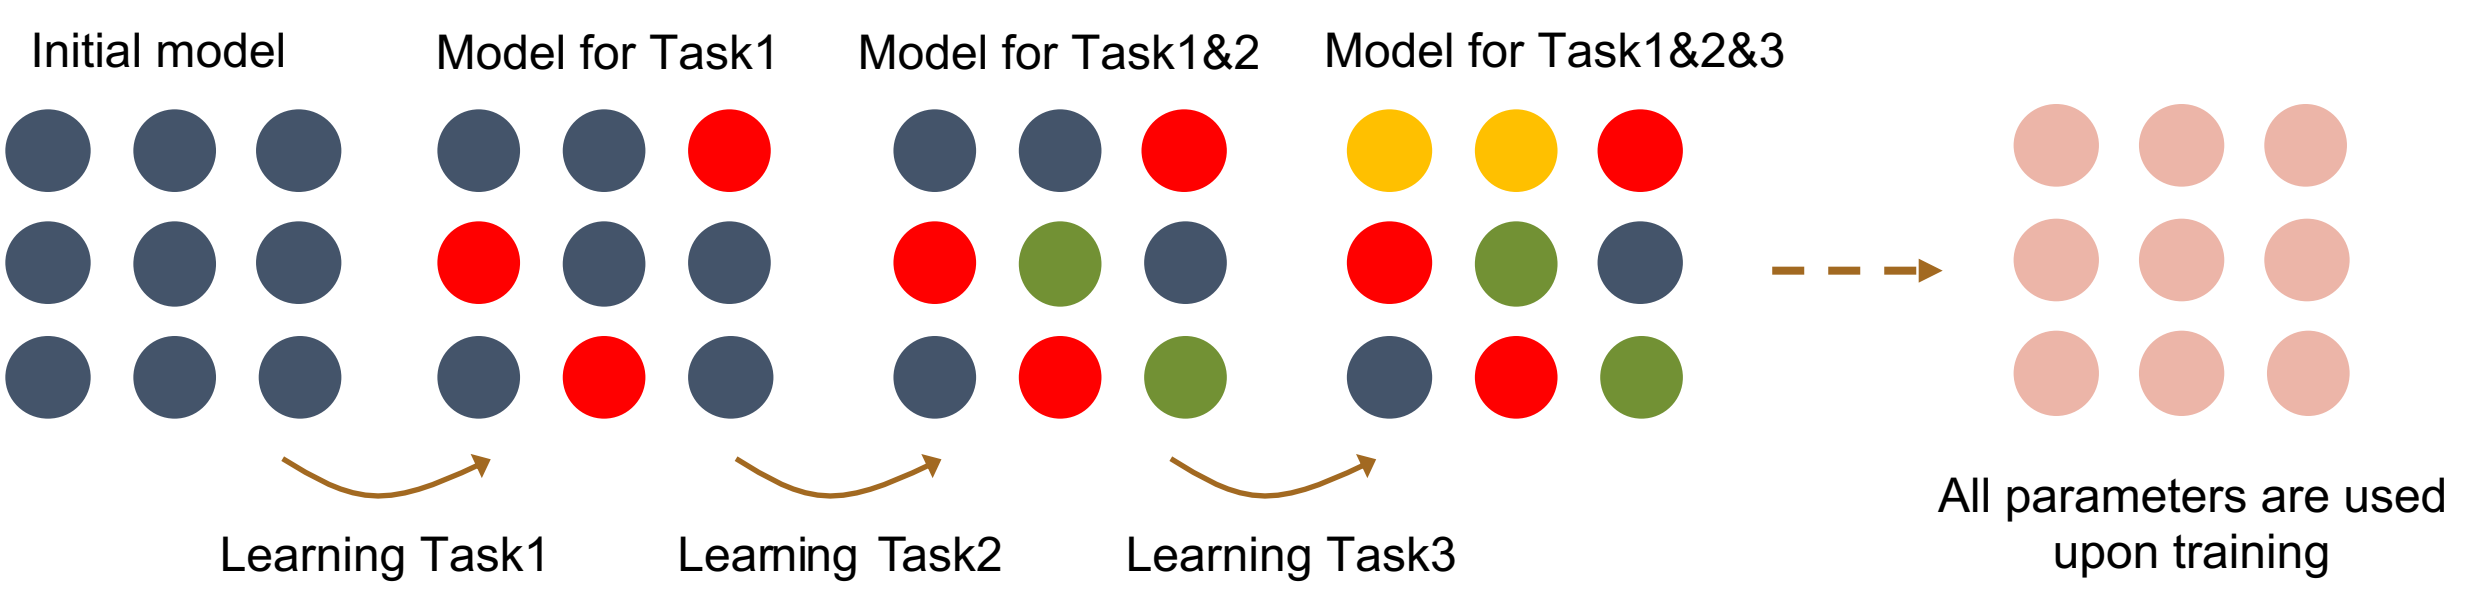 Initial model
Model for Task1
Model for Task1&2
Model for Task1&2&3
Learning Task1
Learning Task2
Learning Task3
All parameters are used
upon training